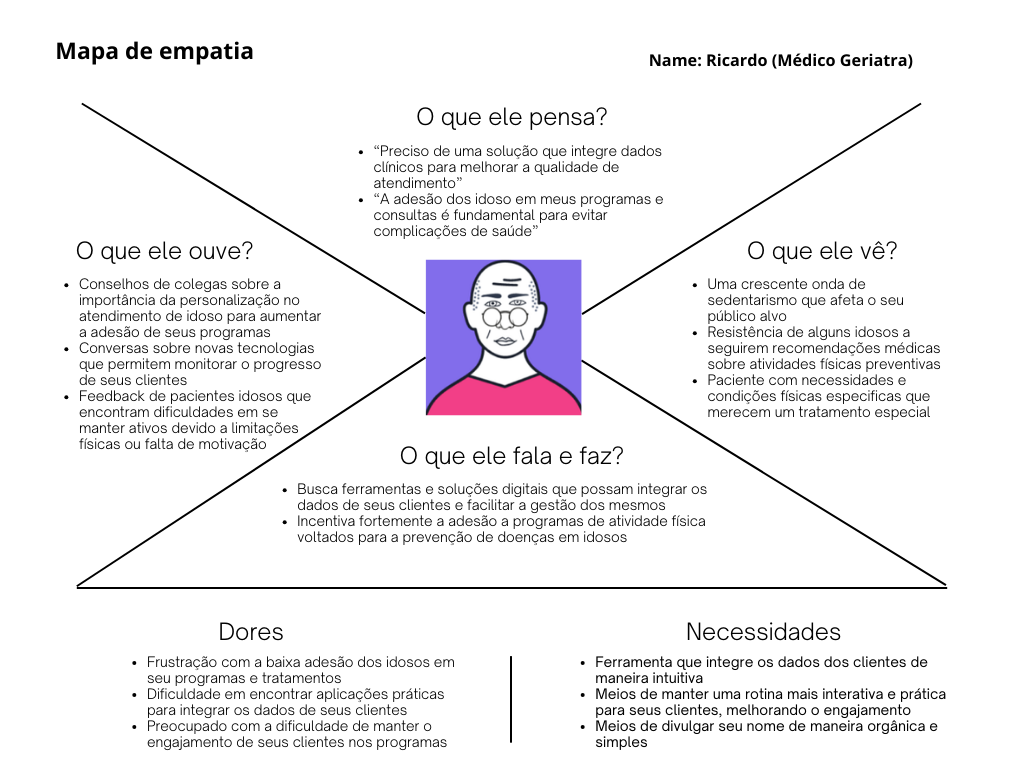 Mapa de empatia
Name: Ricardo (Médico Geriatra)
O que ele pensa?
• “Preciso de uma solução que integre dados
clínicos para melhorar a qualidade de
atendimento”
• “A adesão dos idoso em meus programas e
consultas é fundamental para evitar
complicações de saúde”
O que ele ouve?
• Conselhos de colegas sobre a
importância da personalização no
atendimento de idoso para aumentar
a adesão de seus programas
• Conversas sobre novas tecnologias
que permitem monitorar o progresso
de seus clientes
• Feedback de pacientes idosos que
encontram dificuldades em se
manter ativos devido a limitações
físicas ou falta de motivação
O que ele vê?
• Uma crescente onda de
sedentarismo que afeta o seu
público alvo
• Resistência de alguns idosos a
seguirem recomendações médicas
sobre atividades físicas preventivas
• Paciente com necessidades e
condições físicas especificas que
merecem um tratamento especial
O que ele fala e faz?
• Busca ferramentas e soluções digitais que possam integrar os
dados de seus clientes e facilitar a gestão dos mesmos
• Incentiva fortemente a adesão a programas de atividade física
voltados para a prevenção de doenças em idosos
Dores
• Frustração com a baixa adesão dos idosos em
seu programas e tratamentos
• Dificuldade em encontrar aplicações práticas
para integrar os dados de seus clientes
• Preocupado com a dificuldade de manter o
engajamento de seus clientes nos programas
Necessidades
• Ferramenta que integre os dados dos clientes de
maneira intuitiva
• Meios de manter uma rotina mais interativa e prática
para seus clientes, melhorando o engajamento
• Meios de divulgar seu nome de maneira orgânica e
simples